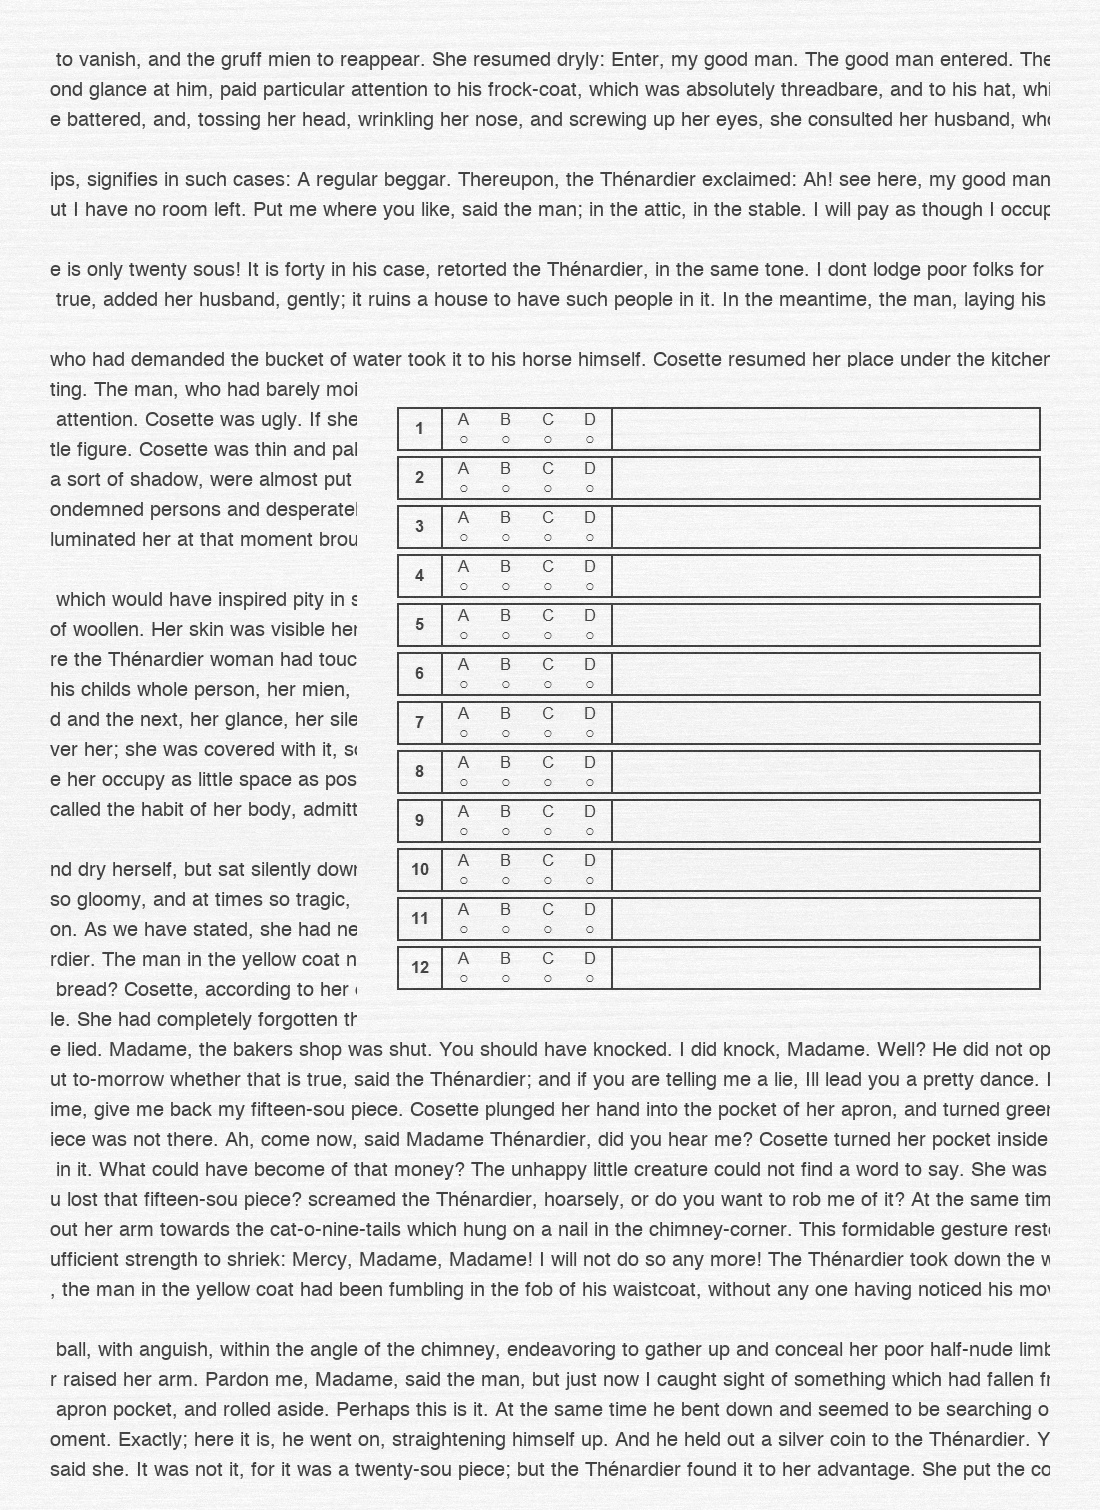 to vanish, and the gruff mien to reappear. She resumed dryly: Enter, my good man. The good man entered. The
ond glance at him, paid particular attention to his frock-coat, which was absolutely threadbare, and to his hat, whi
e battered, and, tossing her head, wrinkling her nose, and screwing up her eyes, she consulted her husband, who
ips, signifies in such cases: A regular beggar. Thereupon, the Thénardier exclaimed: Ah! see here, my good man
ut I have no room left. Put me where you like, said the man; in the attic, in the stable. I will pay as though I occup
e is only twenty sous! It is forty in his case, retorted the Thénardier, in the same tone. I dont lodge poor folks for
true, added her husband, gently; it ruins a house to have such people in it. In the meantime, the man, laying his
who had demanded the bucket of water took it to his horse himself. Cosette resumed her place under the kitchen
ting. The man, who had barely moi
attention. Cosette was ugly. If she
tle figure. Cosette was thin and pal
a sort of shadow, were almost put
ondemned persons and desperatel
luminated her at that moment brou
which would have inspired pity in s
of woollen. Her skin was visible her
re the Thénardier woman had touc
his childs whole person, her mien,
d and the next, her glance, her sile
ver her; she was covered with it, so
e her occupy as little space as pos
called the habit of her body, admitt
nd dry herself, but sat silently down
so gloomy, and at times so tragic,
on. As we have stated, she had ne
rdier. The man in the yellow coat n
bread? Cosette, according to her
le. She had completely forgotten th
1 A B C D
2 A B C D
3 A B C D
4 A B C D
5 A B C D
6 A B C D
7 A B C D
8 A B C D
9 A B C D
10 A B C D
11 A B C D
12 A B C D
e lied. Madame, the bakers shop was shut. You should have knocked. I did knock, Madame. Well? He did not op
ut to-morrow whether that is true, said the Thénardier; and if you are telling me a lie, Ill lead you a pretty dance. I
ime, give me back my fifteen-sou piece. Cosette plunged her hand into the pocket of her apron, and turned green
iece was not there. Ah, come now, said Madame Thénardier, did you hear me? Cosette turned her pocket inside
in it. What could have become of that money? The unhappy little creature could not find a word to say. She was
u lost that fifteen-sou piece? screamed the Thénardier, hoarsely, or do you want to rob me of it? At the same tim
out her arm towards the cat-o-nine-tails which hung on a nail in the chimney-corner. This formidable gesture resto
ufficient strength to shriek: Mercy, Madame, Madame! I will not do so any more! The Thénardier took down the w
, the man in the yellow coat had been fumbling in the fob of his waistcoat, without any one having noticed his mov
ball, with anguish, within the angle of the chimney, endeavoring to gather up and conceal her poor half-nude limb
r raised her arm. Pardon me, Madame, said the man, but just now I caught sight of something which had fallen fr
apron pocket, and rolled aside. Perhaps this is it. At the same time he bent down and seemed to be searching o
oment. Exactly; here it is, he went on, straightening himself up. And he held out a silver coin to the Thénardier. Y
said she. It was not it, for it was a twenty-sou piece; but the Thénardier found it to her advantage. She put the co